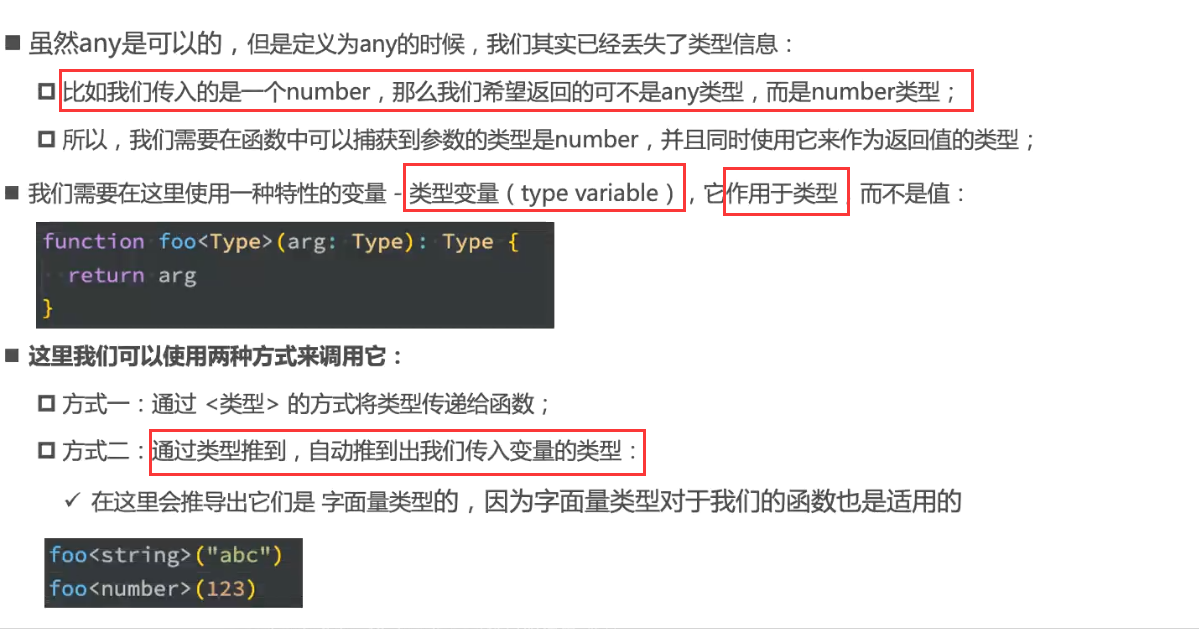 虽然any是可以的，但是定义为any的时候，我们其实已经丢失了类型信息：
比如我们传入的是一个number，那么我们希望返回的可不是any类型，而是number类型；
所以，我们需要在函数中可以捕获到参数的类型是number，并且同时使用它来作为返回值的类型；
我们需要在这里使用一种特性的变量 - 类型变量（type variable），它作用于类型，而不是值：
function foo<Type>(arg: Type): Type {
  return arg
}
这里我们可以使用两种方式来调用它：
方式一：通过 <类型> 的方式将类型传递给函数；
方式二：通过类型推到，自动推到出我们传入变量的类型：
✓ 在这里会推导出它们是 字面量类型的，因为字面量类型对于我们的函数也是适用的
foo<string>("abc")
foo<number>(123)